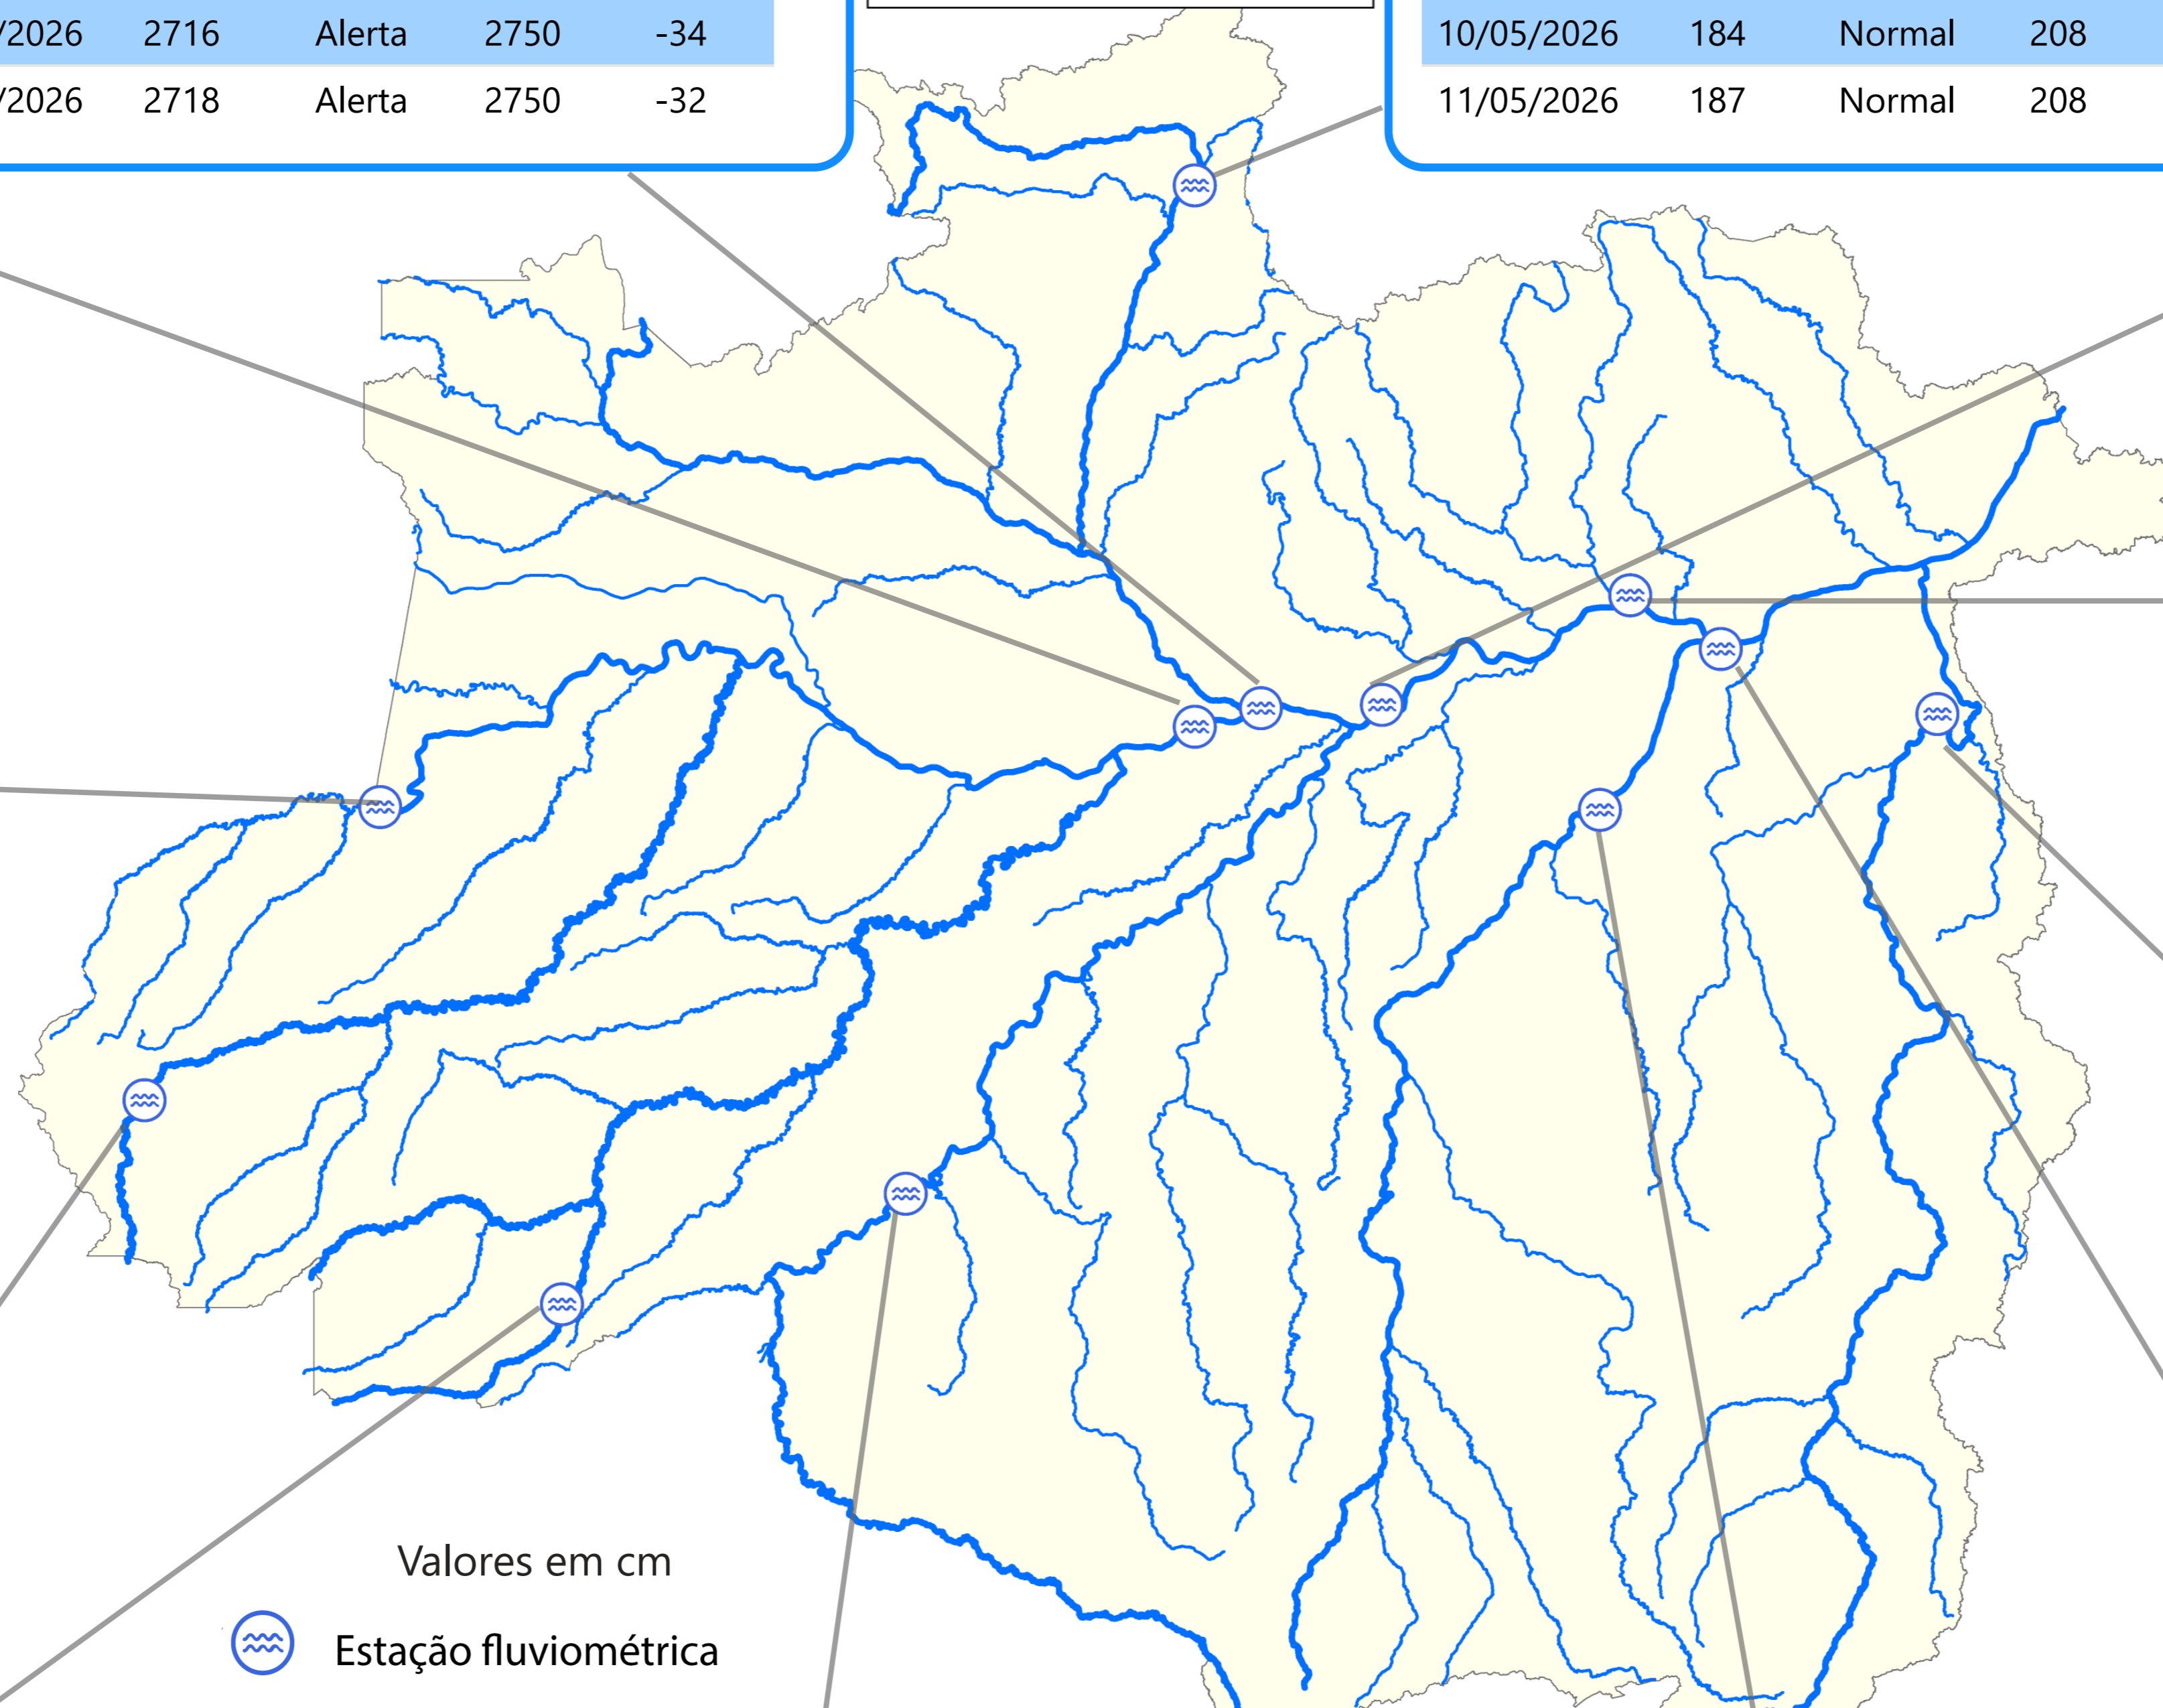 /2026 2716 Alerta 2750 -34
/2026 2718 Alerta 2750 -32
10/05/2026 184 Normal 208
11/05/2026 187 Normal 208
Valores em cm
Estação fluviométrica